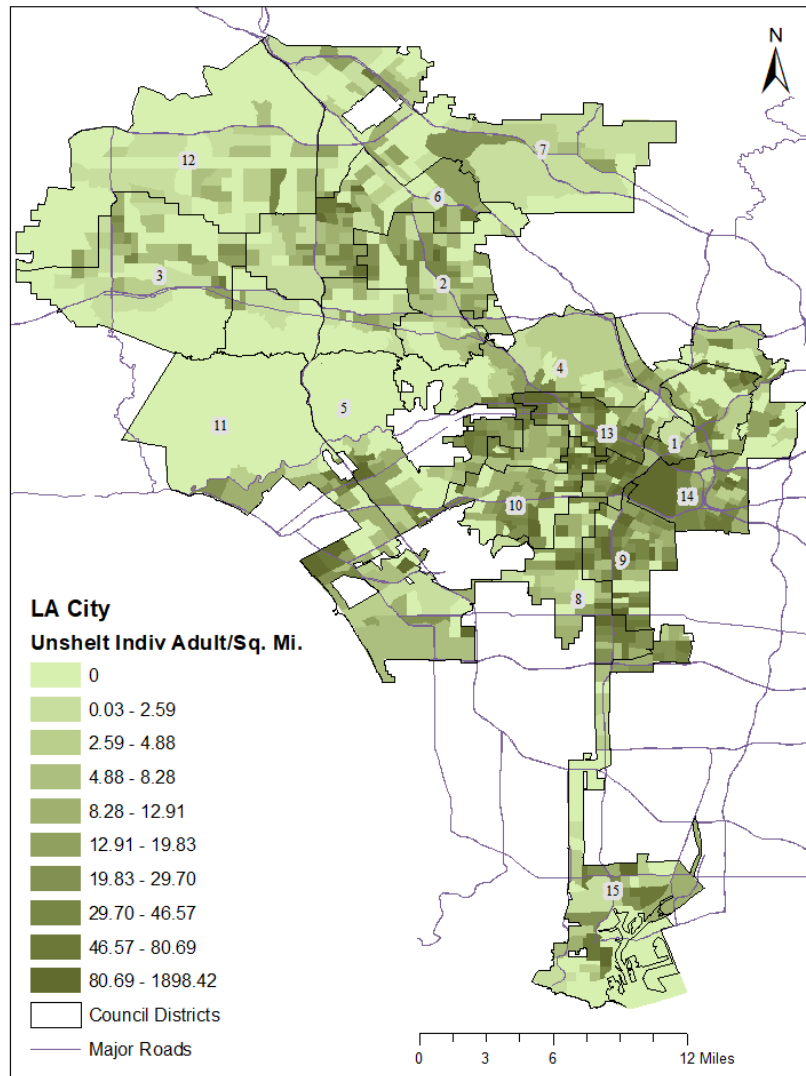 N
7
12
6
3
2
4
5
11
13
1
14
10
9
8
15
LA City
Unshelt Indiv Adult/Sq. Mi.
0
0.03 - 2.59
2.59 - 4.88
4.88 - 8.28
8.28 - 12.91
12.91 - 19.83
19.83 - 29.70
29.70 - 46.57
46.57 - 80.69
80.69 - 1898.42
Council Districts
Major Roads
0 3 6 12 Miles